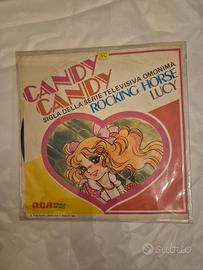 CANDY
CANDY
SIGLA DELLA SERIE TELEVISIVA OMONIMA
ROCKING HORSE
LUCY
RCA
subito